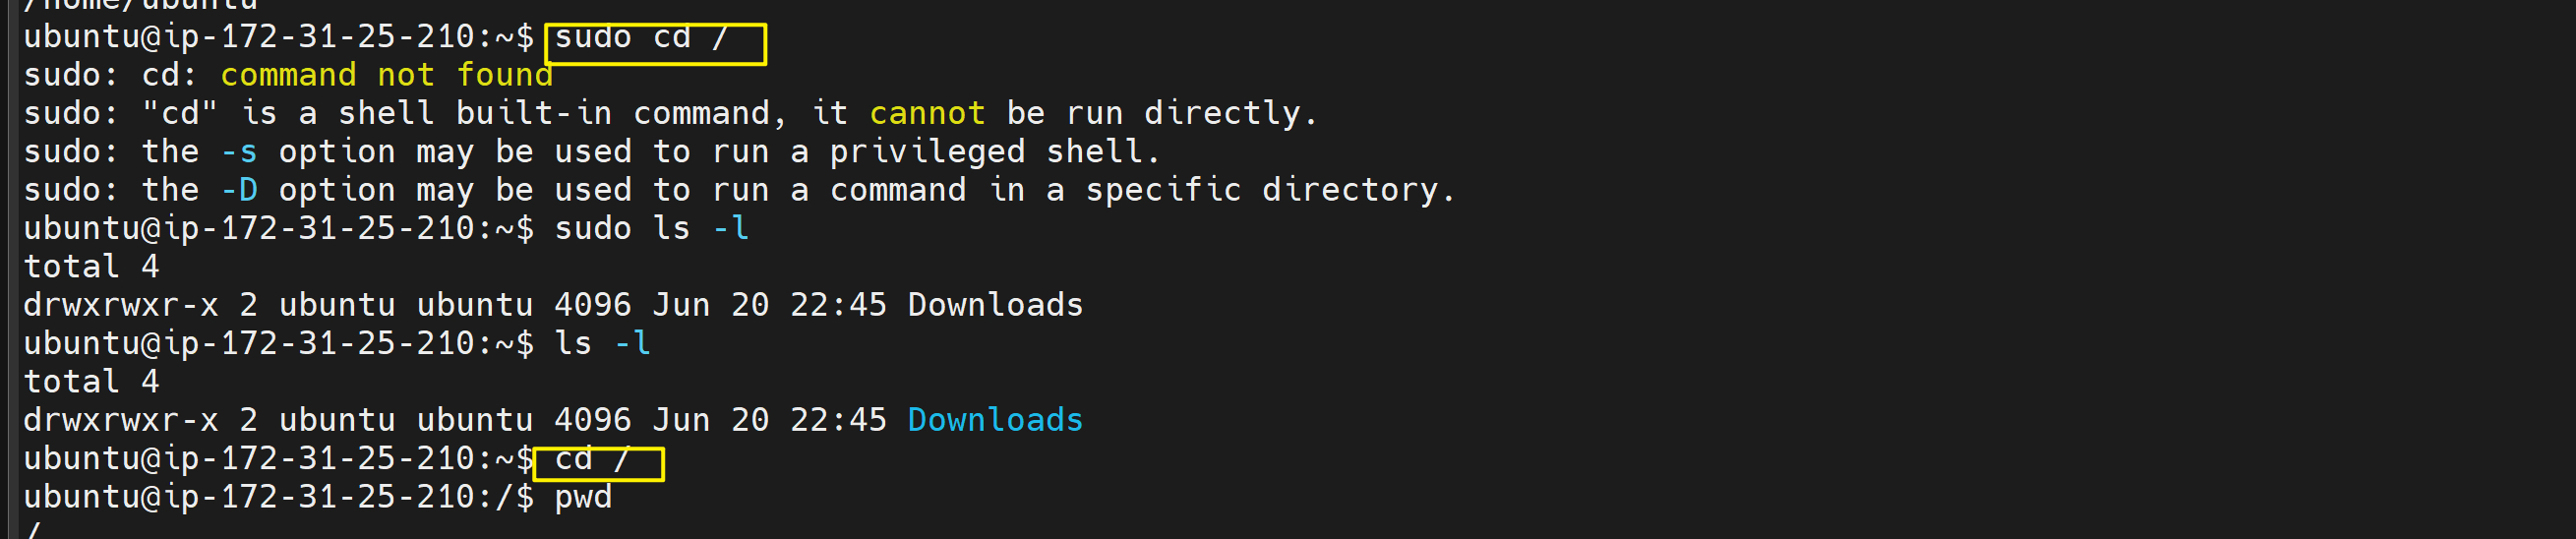 /home/ubuntu
ubuntu@ip-172-31-25-210:~$ sudo cd /
sudo: cd: command not found
sudo: "cd" is a shell built-in command, it cannot be run directly.
sudo: the -s option may be used to run a privileged shell.
sudo: the -D option may be used to run a command in a specific directory.
ubuntu@ip-172-31-25-210:~$ sudo ls -l
total 4
drwxrwxr-x 2 ubuntu ubuntu 4096 Jun 20 22:45 Downloads
ubuntu@ip-172-31-25-210:~$ ls -l
total 4
drwxrwxr-x 2 ubuntu ubuntu 4096 Jun 20 22:45 Downloads
ubuntu@ip-172-31-25-210:~$ cd /
ubuntu@ip-172-31-25-210:/$ pwd
/